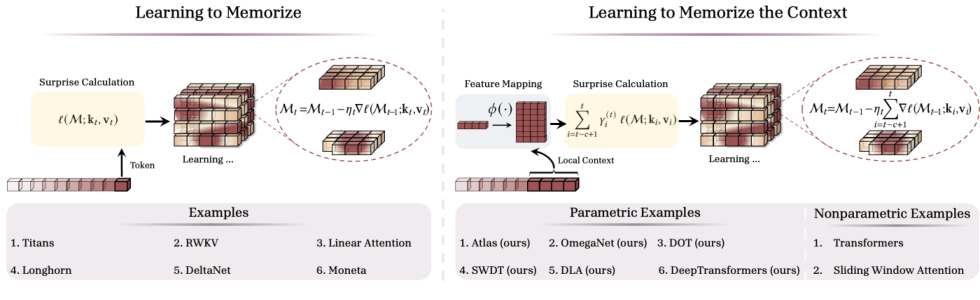 Learning to Memorize
Surprise Calculation
ℓ(ℳ; k_t, v_t)
Token
Learning ...
ℳ_t = ℳ_{t−1} − η_t∇ℓ(ℳ_{t−1}; k_t, v_t)
Examples
1. Titans 2. RWKV 3. Linear Attention
4. Longhorn 5. DeltaNet 6. Moneta
Learning to Memorize the Context
Feature Mapping
ϕ(·)
Surprise Calculation
∑_{i=t−c+1}^{t} γ_i^{(t)} ℓ(ℳ; k_i, v_i)
Local Context
Learning ...
ℳ_t = ℳ_{t−1} − η_t ∑_{i=t−c+1}^{t} ∇ℓ(ℳ_{t−1}; k_i, v_i)
Parametric Examples
1. Atlas (ours) 2. OmegaNet (ours) 3. DOT (ours)
4. SWDT (ours) 5. DLA (ours) 6. DeepTransformers (ours)
Nonparametric Examples
1. Transformers
2. Sliding Window Attention